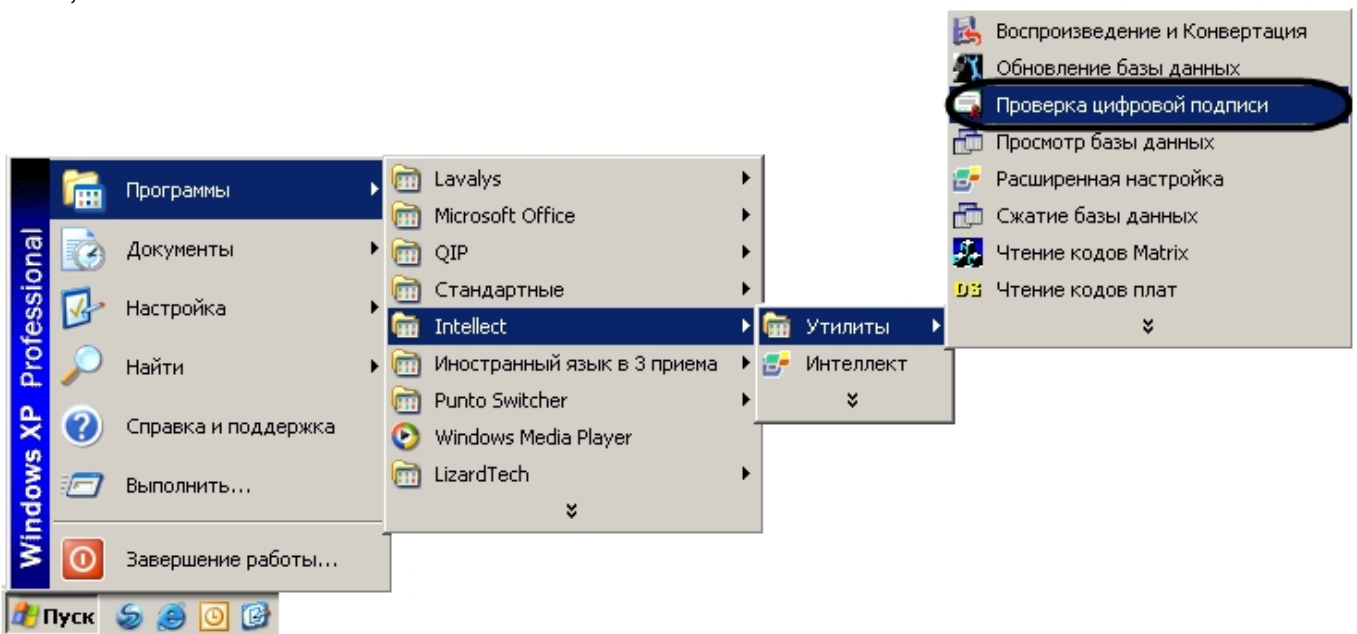 Воспроизведение и Конвертация
Обновление базы данных
Проверка цифровой подписи
Просмотр базы данных
Расширенная настройка
Сжатие базы данных
Чтение кодов Matrix
DS Чтение кодов плат
Windows XP Professional
Программы
Документы
Настройка
Найти
Справка и поддержка
Выполнить...
Завершение работы...
Lavalys
Microsoft Office
QIP
Стандартные
Intellect
Иностранный язык в 3 приема
Punto Switcher
Windows Media Player
LizardTech
Утилиты
Интеллект
Пуск